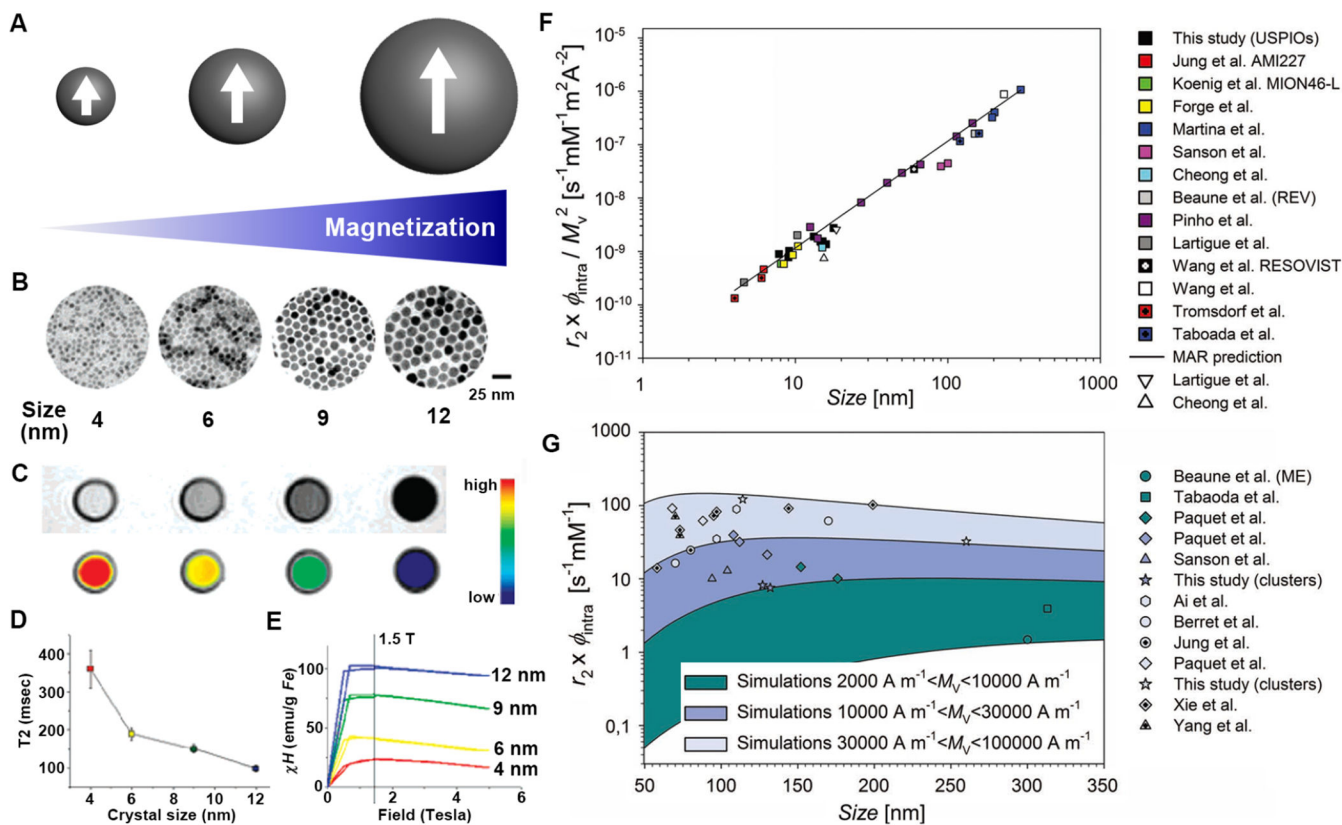 A
Magnetization
B
25 nm
Size
(nm)
4
6
9
12
C
high
low
D
T2 (msec)
400
300
200
100
4
6
8
10
12
Crystal size (nm)
E
1.5 T
χH (emu/g Fe)
100
75
50
25
0
12 nm
9 nm
6 nm
4 nm
0
2
4
6
Field (Tesla)
F
r₂ x ϕintra / Mv² [s⁻¹mM⁻¹m²A⁻²]
10⁻⁵
10⁻⁶
10⁻⁷
10⁻⁸
10⁻⁹
10⁻¹⁰
10⁻¹¹
1
10
100
1000
Size [nm]
This study (USPIOs)
Jung et al. AMI227
Koenig et al. MION46-L
Forge et al.
Martina et al.
Sanson et al.
Cheong et al.
Beaune et al. (REV)
Pinho et al.
Lartigue et al.
Wang et al. RESOVIST
Wang et al.
Tromsdorf et al.
Taboada et al.
MAR prediction
Lartigue et al.
Cheong et al.
G
r₂ x ϕintra [s⁻¹mM⁻¹]
1000
100
10
1
0,1
Simulations 2000 A m⁻¹<Mv<10000 A m⁻¹
Simulations 10000 A m⁻¹<Mv<30000 A m⁻¹
Simulations 30000 A m⁻¹<Mv<100000 A m⁻¹
50
100
150
200
250
300
350
Size [nm]
Beaune et al. (ME)
Tabaoda et al.
Paquet et al.
Paquet et al.
Sanson et al.
This study (clusters)
Ai et al.
Berret et al.
Jung et al.
Paquet et al.
This study (clusters)
Xie et al.
Yang et al.